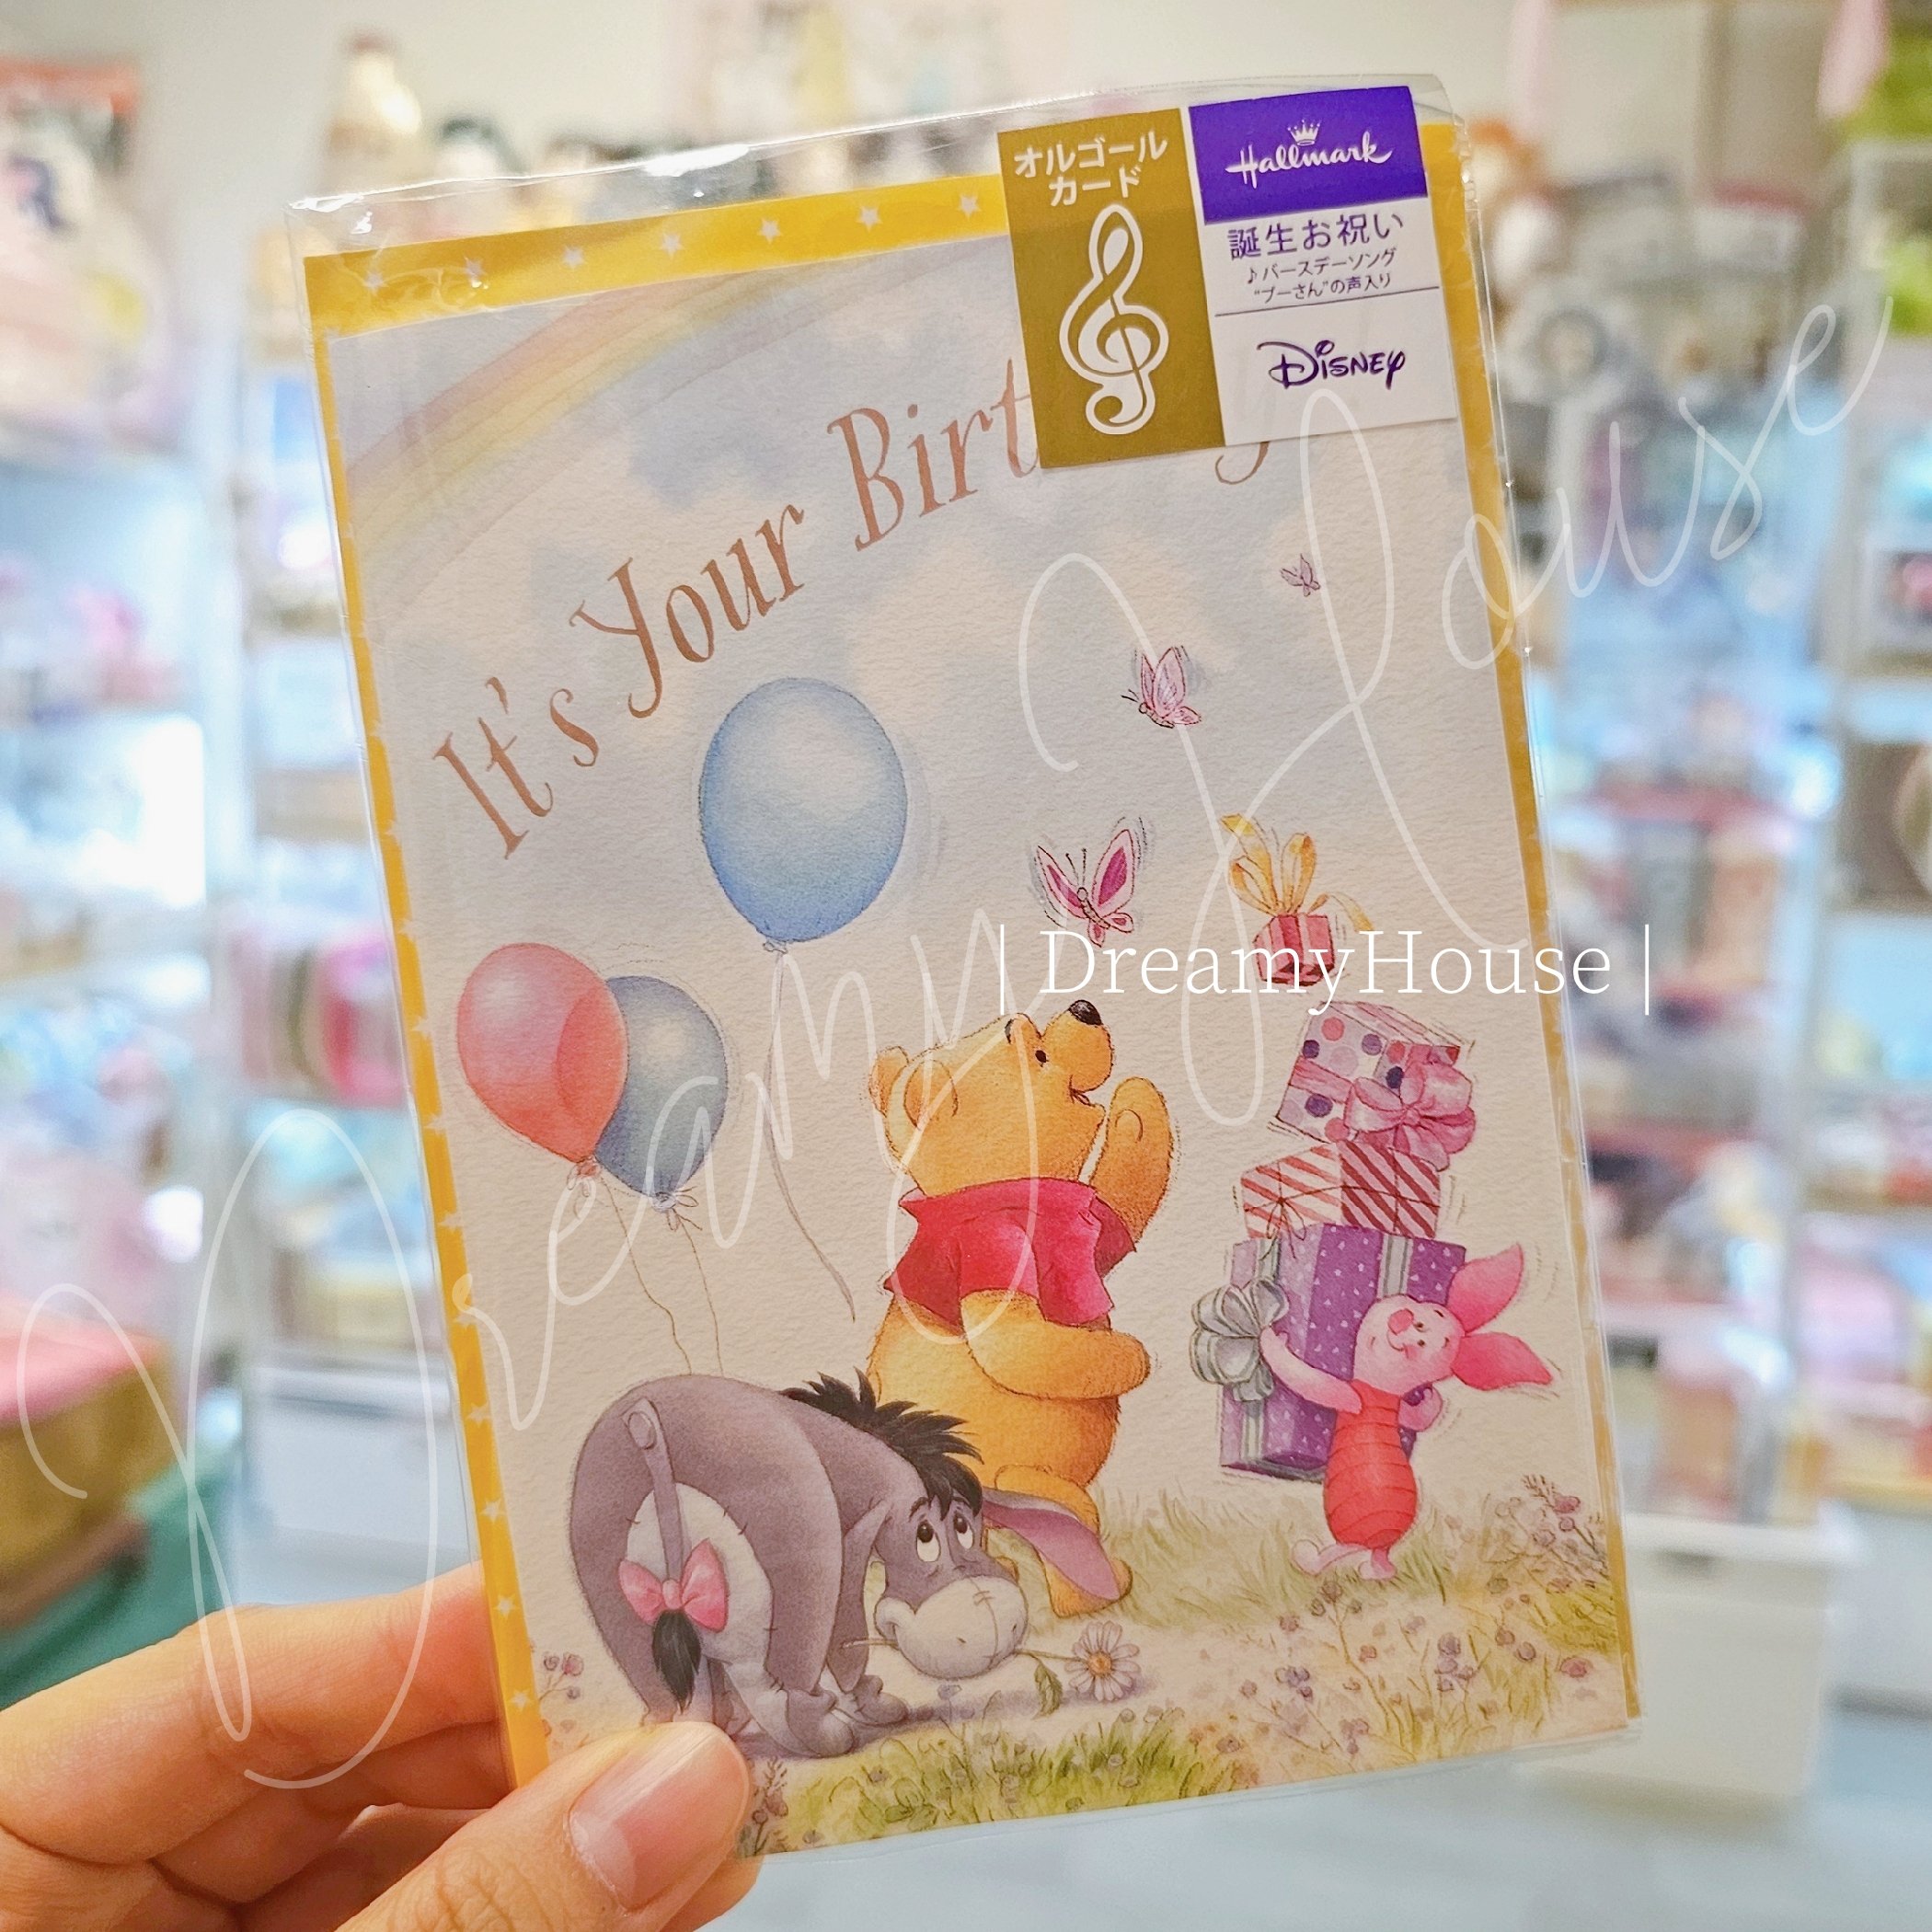 オルゴール
カード
Hallmark
誕生お祝い
♪バースデーソング
"プーさん"の声入り
Disney
It's Your Birt
| DreamyHouse |
Dreamy House